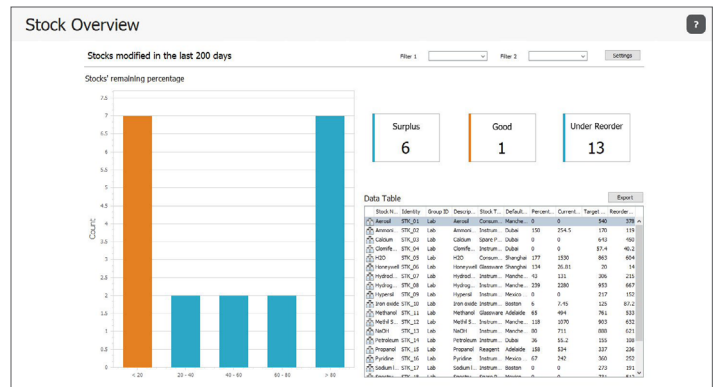 Stock Overview
?
Stocks modified in the last 200 days
Filter 1
Filter 2
Settings
Stocks' remaining percentage
7.5
7
6.5
6
5.5
5
4.5
4
3.5
3
2.5
2
1.5
1
0.5
0
Count
< 20
20 - 40
40 - 60
60 - 80
> 80
Surplus
6
Good
1
Under Reorder
13
Data Table
Export
Stock N... Identity Group ID Descrip... Stock T... Default... Percent... Current... Target ... Reorder...
Aerosil STK_01 Lab Aerosil Consum... Manche... 0 0 540 378
Ammoni... STK_02 Lab Ammoni... Instrum... Dubai 150 254.5 170 119
Calcium STK_03 Lab Calcium Spare P... Dubai 0 0 643 450
Clomife... STK_04 Lab Clomife... Instrum... Dubai 0 0 57.4 40.2
H2O STK_05 Lab H2O Consum... Shanghai 177 1530 863 604
Honeywell STK_06 Lab Honeywell Glassware Shanghai 134 26.81 20 14
Hydrod... STK_07 Lab Hydrod... Instrum... Manche... 43 131 306 215
Hydrog... STK_08 Lab Hydrog... Instrum... Manche... 239 2280 953 667
Hypersil STK_09 Lab Hypersil Instrum... Mexico ... 0 0 217 152
Iron oxide STK_10 Lab Iron oxide Instrum... Boston 6 7.45 125 87.2
Methanol STK_11 Lab Methanol Glassware Adelaide 65 494 761 533
Methil S... STK_12 Lab Methil S... Instrum... Manche... 118 1070 903 632
NaOH STK_13 Lab NaOH Instrum... Manche... 80 711 888 621
Petroleum STK_14 Lab Petroleum Instrum... Dubai 36 55.2 155 108
Propanol STK_15 Lab Propanol Reagent Adelaide 158 534 337 236
Pyridine STK_16 Lab Pyridine Instrum... Mexico ... 67 242 360 252
Sodium I... STK_17 Lab Sodium I... Instrum... Boston 0 0 273 191